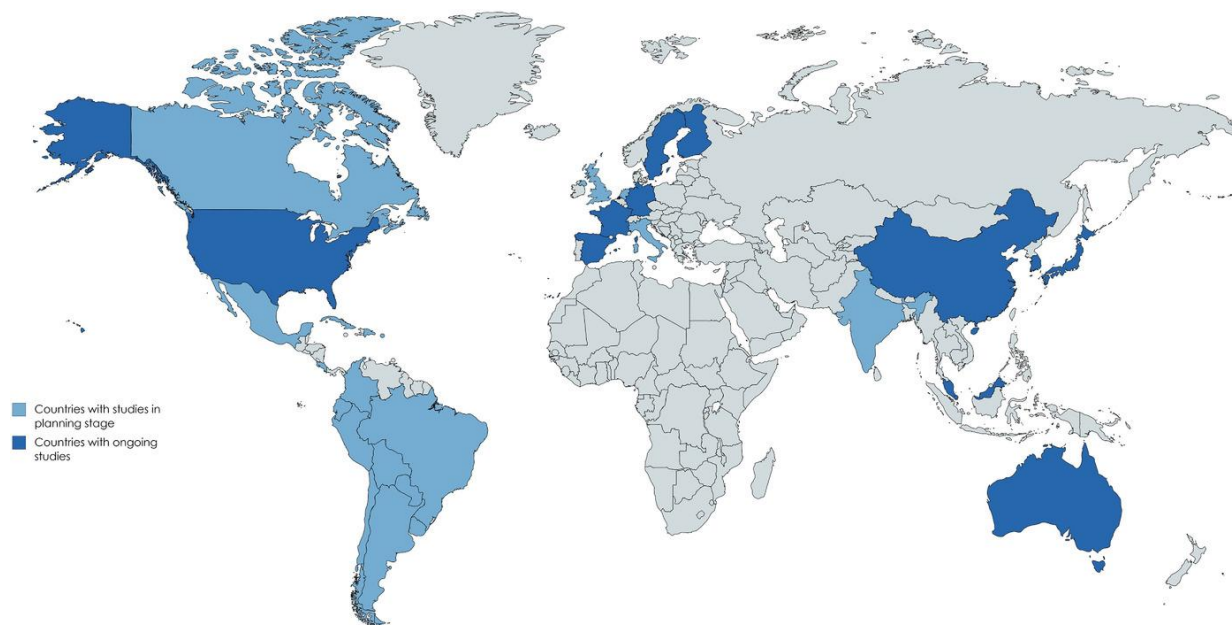 Countries with studies in
planning stage
Countries with ongoing
studies